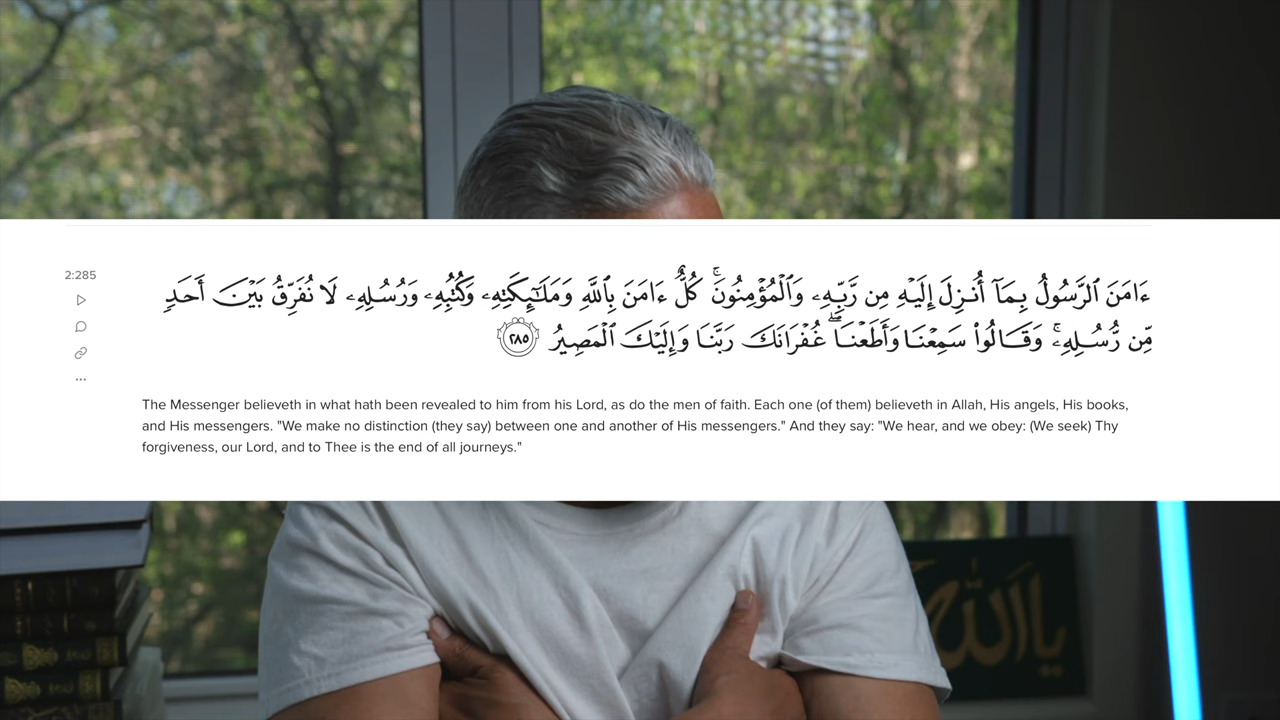 2:285
ءَامَنَ ٱلرَّسُولُ بِمَآ أُنزِلَ إِلَيْهِ مِن رَّبِّهِۦ وَٱلْمُؤْمِنُونَ ۚ كُلٌّ ءَامَنَ بِٱللَّهِ وَمَلَـٰٓئِكَتِهِۦ وَكُتُبِهِۦ وَرُسُلِهِۦ لَا نُفَرِّقُ بَيْنَ أَحَدٍ
مِّن رُّسُلِهِۦ ۚ وَقَالُوا۟ سَمِعْنَا وَأَطَعْنَا ۖ غُفْرَانَكَ رَبَّنَا وَإِلَيْكَ ٱلْمَصِيرُ ٢٨٥
...
The Messenger believeth in what hath been revealed to him from his Lord, as do the men of faith. Each one (of them) believeth in Allah, His angels, His books,
and His messengers. "We make no distinction (they say) between one and another of His messengers." And they say: "We hear, and we obey: (We seek) Thy
forgiveness, our Lord, and to Thee is the end of all journeys."
يا الله